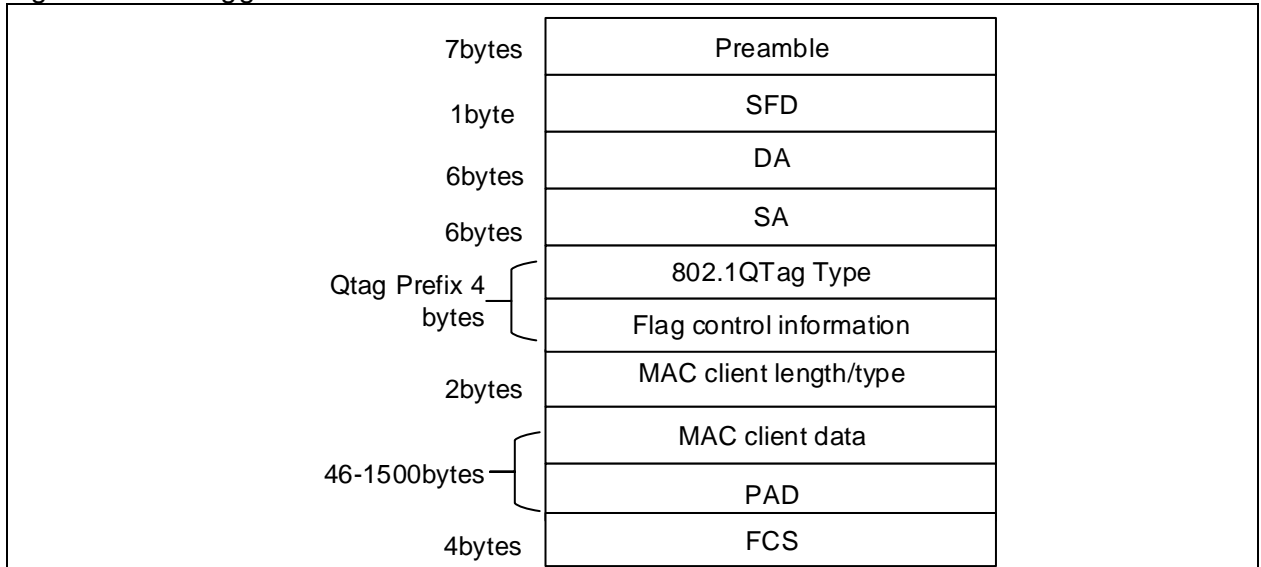 7bytes Preamble
1byte SFD
6bytes DA
6bytes SA
Qtag Prefix 4
bytes
802.1QTag Type
Flag control information
2bytes MAC client length/type
46-1500bytes
MAC client data
PAD
4bytes FCS